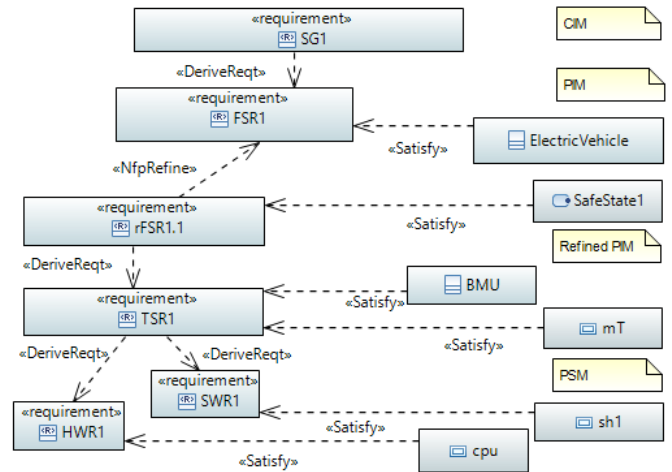 «requirement»
SG1
CIM
«DeriveReqt»
PIM
«requirement»
FSR1
ElectricVehicle
«Satisfy»
«NfpRefine»
SafeState1
«requirement»
rFSR1.1
«Satisfy»
Refined PIM
«DeriveReqt»
BMU
«requirement»
TSR1
«Satisfy»
mT
«Satisfy»
«DeriveReqt»
«DeriveReqt»
PSM
«requirement»
SWR1
«requirement»
HWR1
sh1
«Satisfy»
cpu
«Satisfy»